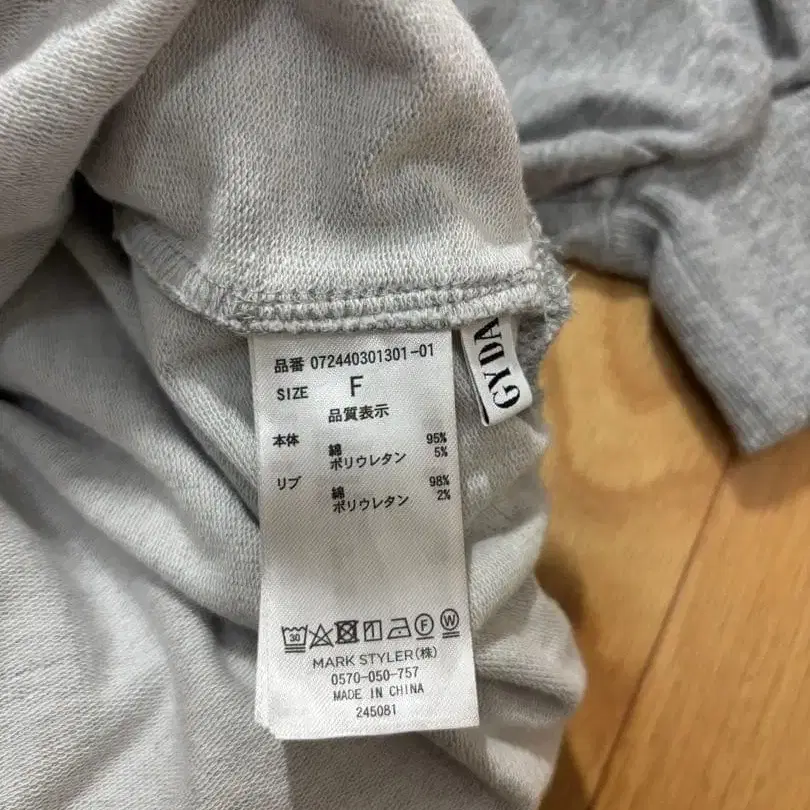 品番 072440301301-01
SIZE F
品質表示
本体 綿 95%
ポリウレタン 5%
リブ 綿 98%
ポリウレタン 2%
30 F W
MARK STYLER(株)
0570-050-757
MADE IN CHINA
245081
GYDA